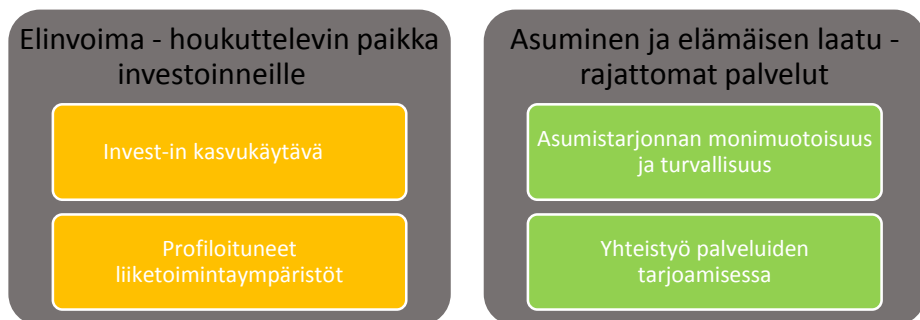 Elinvoima - houkuttelevin paikka
investoinneille
Invest-in kasvukäytävä
Profiloituneet
liiketoimintaympäristöt
Asuminen ja elämäisen laatu -
rajattomat palvelut
Asumistarjonnan monimuotoisuus
ja turvallisuus
Yhteistyö palveluiden
tarjoamisessa